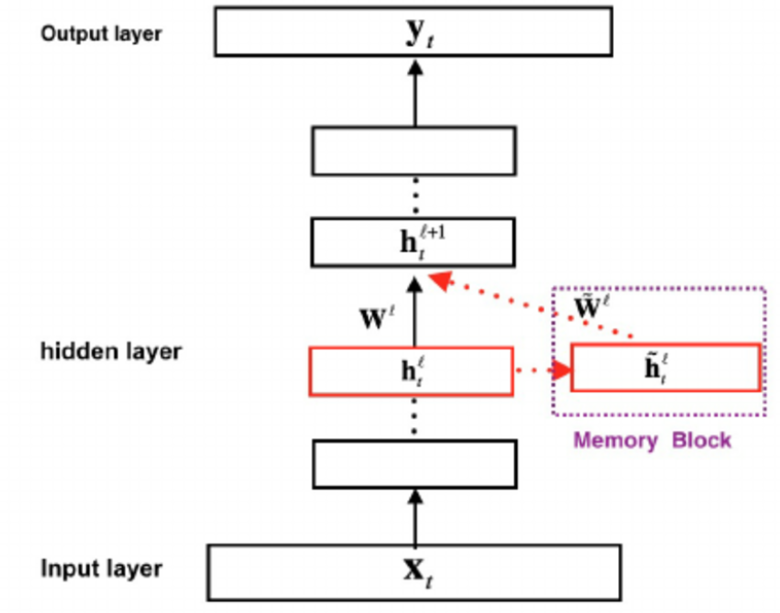 Output layer
y_t
h_t^{ℓ+1}
W^ℓ
W̃^ℓ
hidden layer
h_t^ℓ
h̃_t^ℓ
Memory Block
Input layer
x_t